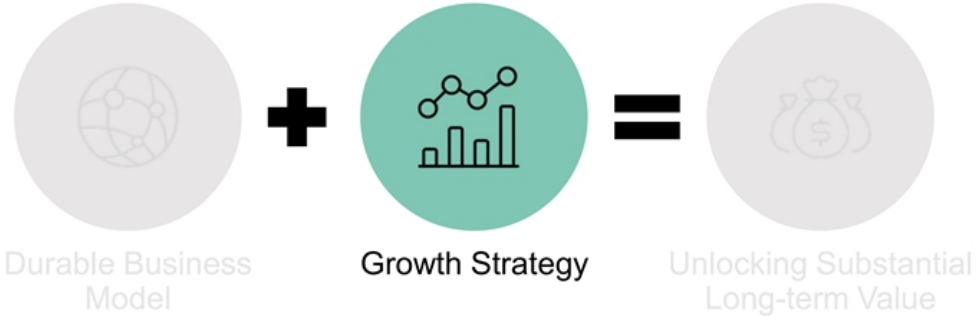 +
=
$
Durable Business
Model
Growth Strategy
Unlocking Substantial
Long-term Value